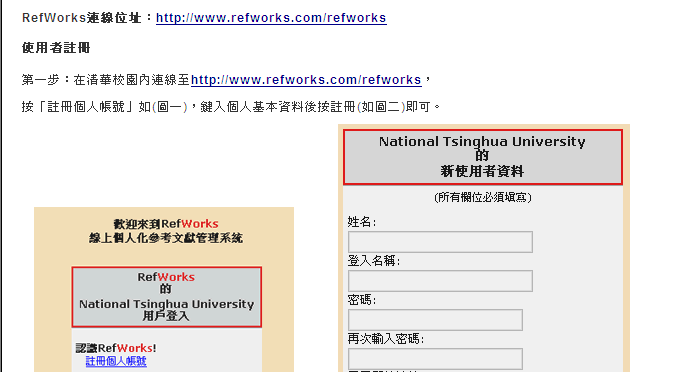 RefWorks連線位址：http://www.refworks.com/refworks
使用者註冊
第一步：在清華校園內連線至http://www.refworks.com/refworks，
按「註冊個人帳號」如(圖一)，鍵入個人基本資料後按註冊(如圖二)即可。
歡迎來到RefWorks
線上個人化參考文獻管理系統
RefWorks
的
National Tsinghua University
用戶登入
認識RefWorks!
註冊個人帳號
National Tsinghua University
的
新使用者資料
(所有欄位必須填寫)
姓名:
登入名稱:
密碼:
再次輸入密碼: